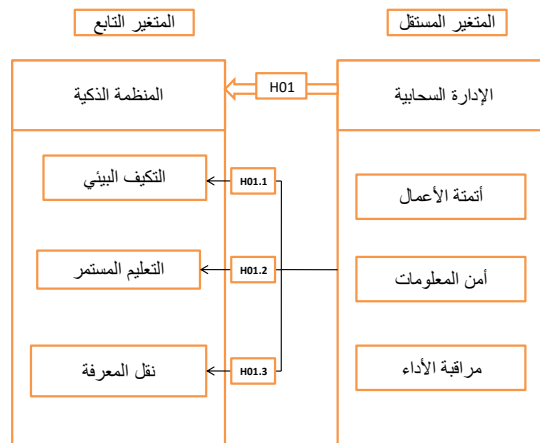 المتغير المستقل
المتغير التابع
الإدارة السحابية
H01
المنظمة الذكية
أتمتة الأعمال
H01.1
التكيف البيئي
أمن المعلومات
H01.2
التعليم المستمر
مراقبة الأداء
H01.3
نقل المعرفة